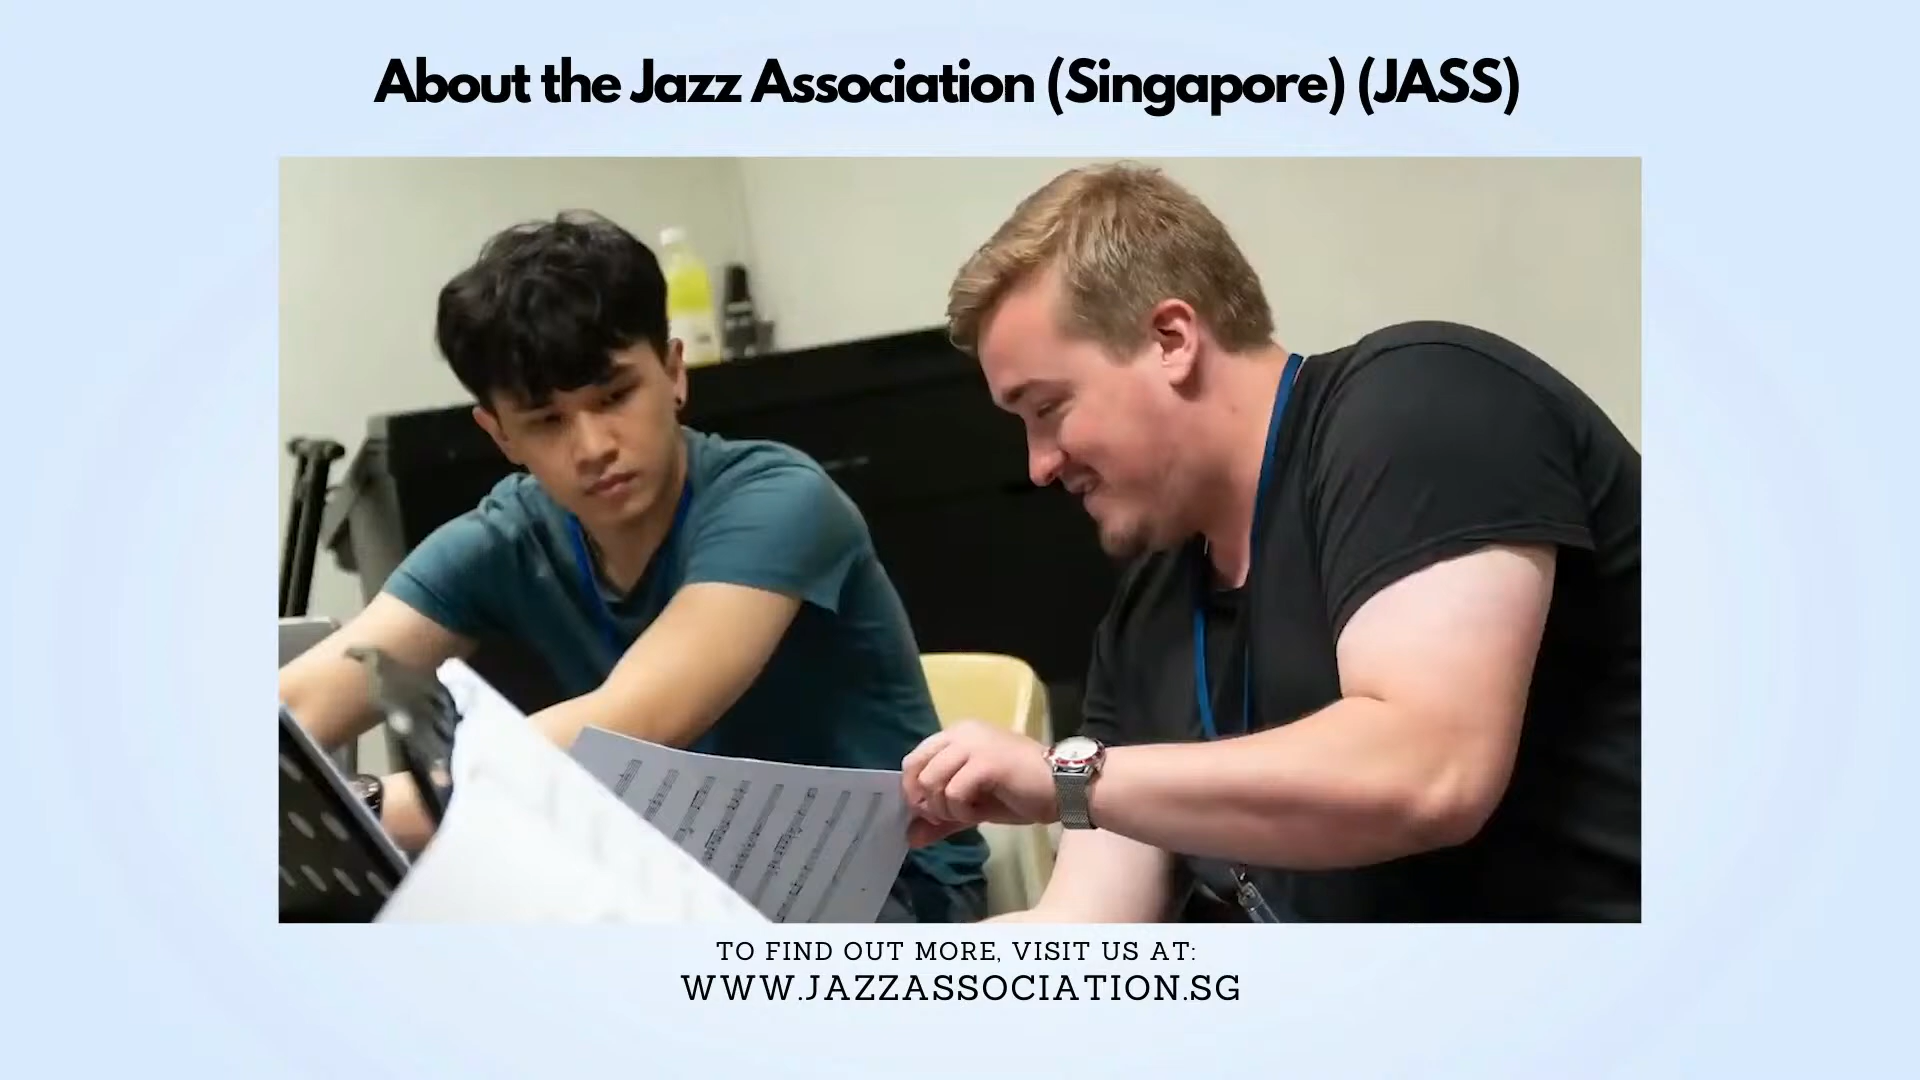 About the Jazz Association (Singapore) (JASS)
TO FIND OUT MORE, VISIT US AT:
WWW.JAZZASSOCIATION.SG